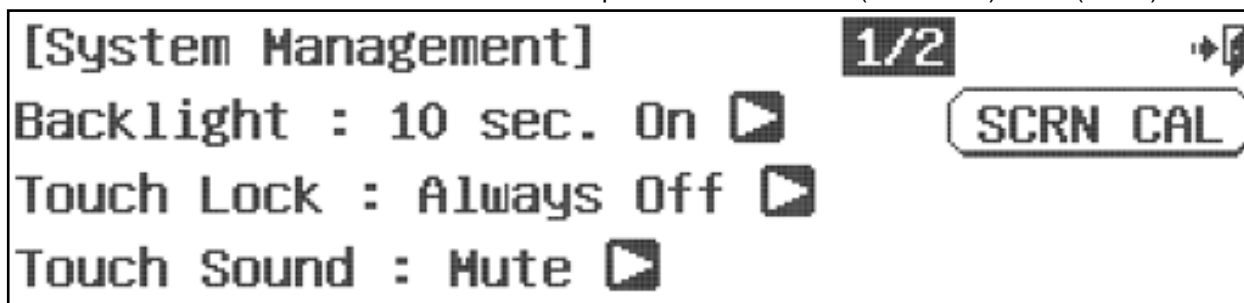 [System Management] 1/2
Backlight : 10 sec. On
SCRN CAL
Touch Lock : Always Off
Touch Sound : Mute